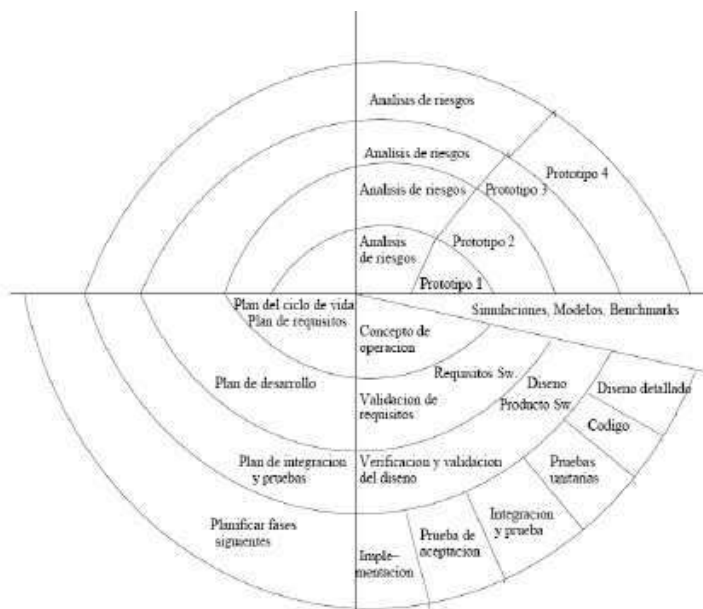 Analisis de riesgos
Analisis de riesgos
Analisis de riesgos
Analisis
de riesgos
Prototipo 1
Prototipo 2
Prototipo 3
Prototipo 4
Simulaciones, Modelos, Benchmarks
Plan del ciclo de vida
Plan de requisitos
Concepto de
operacion
Plan de desarrollo
Requisitos Sw.
Validacion de
requisitos
Diseno
Producto Sw.
Diseno detallado
Codigo
Plan de integracion
y pruebas
Verificacion y validacion
del diseno
Pruebas
unitarias
Integracion
y prueba
Prueba de
aceptacion
Imple-
mentacion
Planificar fases
siguientes